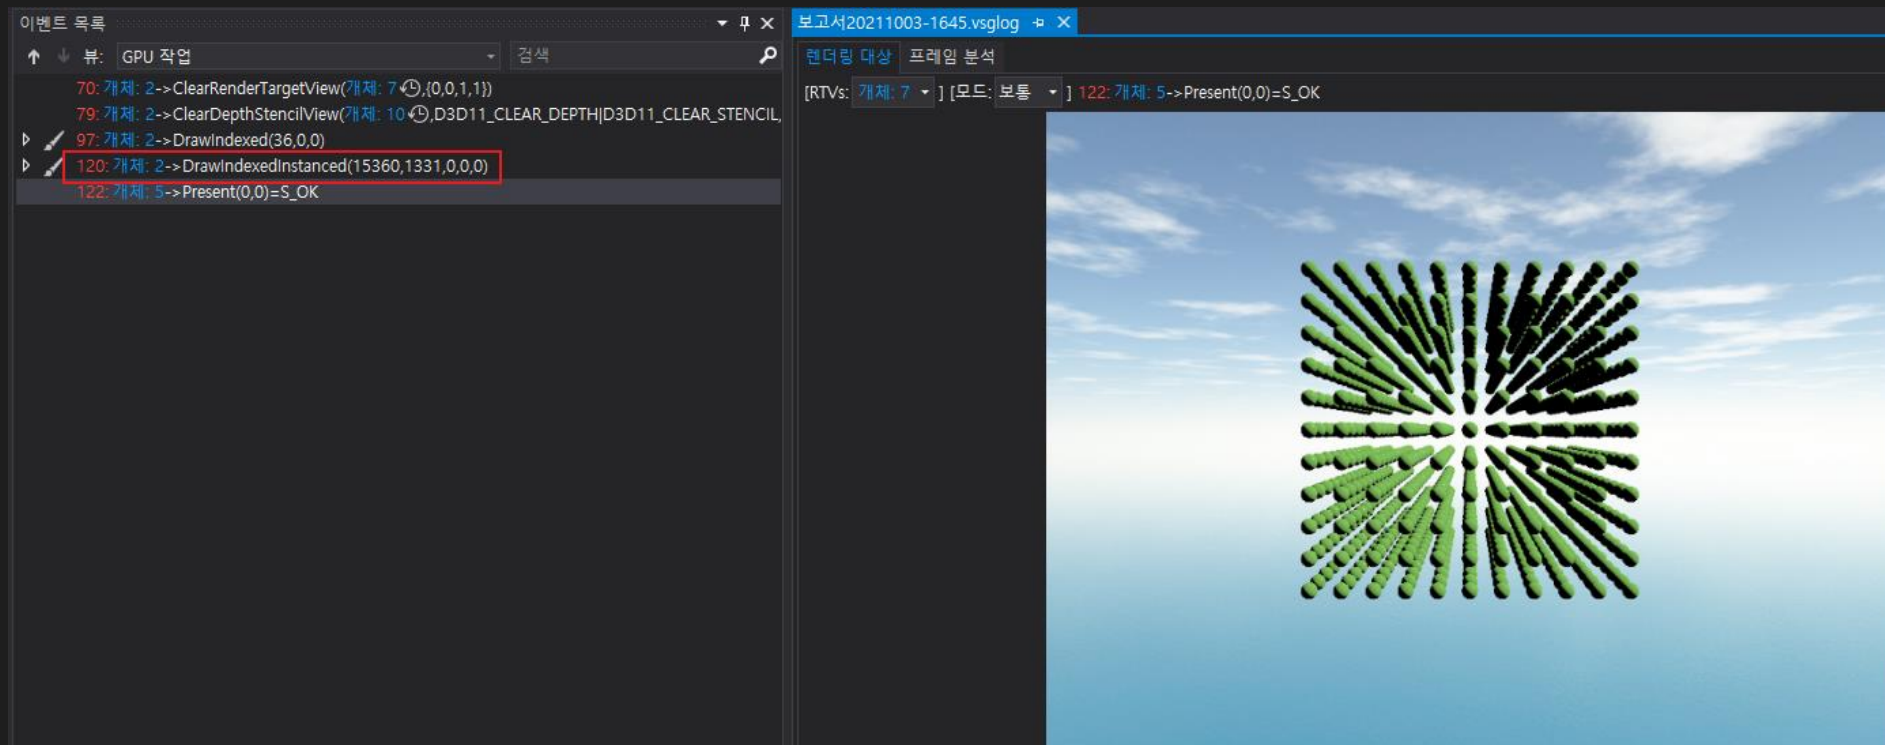 이벤트 목록
뷰: GPU 작업 검색
70: 개체: 2->ClearRenderTargetView(개체: 7,{0,0,1,1})
79: 개체: 2->ClearDepthStencilView(개체: 10,D3D11_CLEAR_DEPTH|D3D11_CLEAR_STENCIL,
97: 개체: 2->DrawIndexed(36,0,0)
120: 개체: 2->DrawIndexedInstanced(15360,1331,0,0,0)
122: 개체: 5->Present(0,0)=S_OK
보고서20211003-1645.vsglog
렌더링 대상 프레임 분석
[RTVs: 개체: 7 ] [모드: 보통 ] 122: 개체: 5->Present(0,0)=S_OK